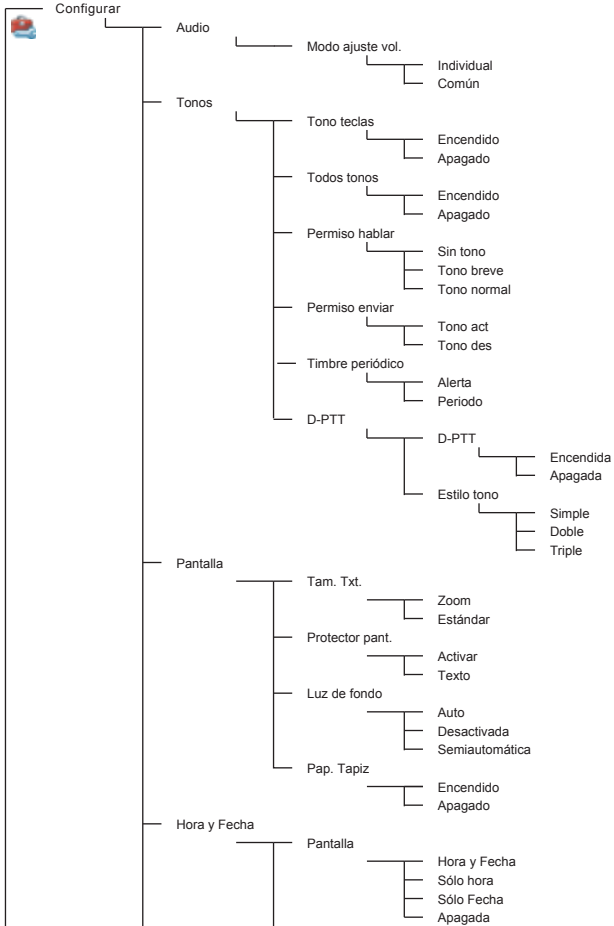 Configurar
Audio
Modo ajuste vol.
Individual
Común
Tonos
Tono teclas
Encendido
Apagado
Todos tonos
Encendido
Apagado
Permiso hablar
Sin tono
Tono breve
Tono normal
Permiso enviar
Tono act
Tono des
Timbre periódico
Alerta
Periodo
D-PTT
D-PTT
Encendida
Apagada
Estilo tono
Simple
Doble
Triple
Pantalla
Tam. Txt.
Zoom
Estándar
Protector pant.
Activar
Texto
Luz de fondo
Auto
Desactivada
Semiautomática
Pap. Tapiz
Encendido
Apagado
Hora y Fecha
Pantalla
Hora y Fecha
Sólo hora
Sólo Fecha
Apagada